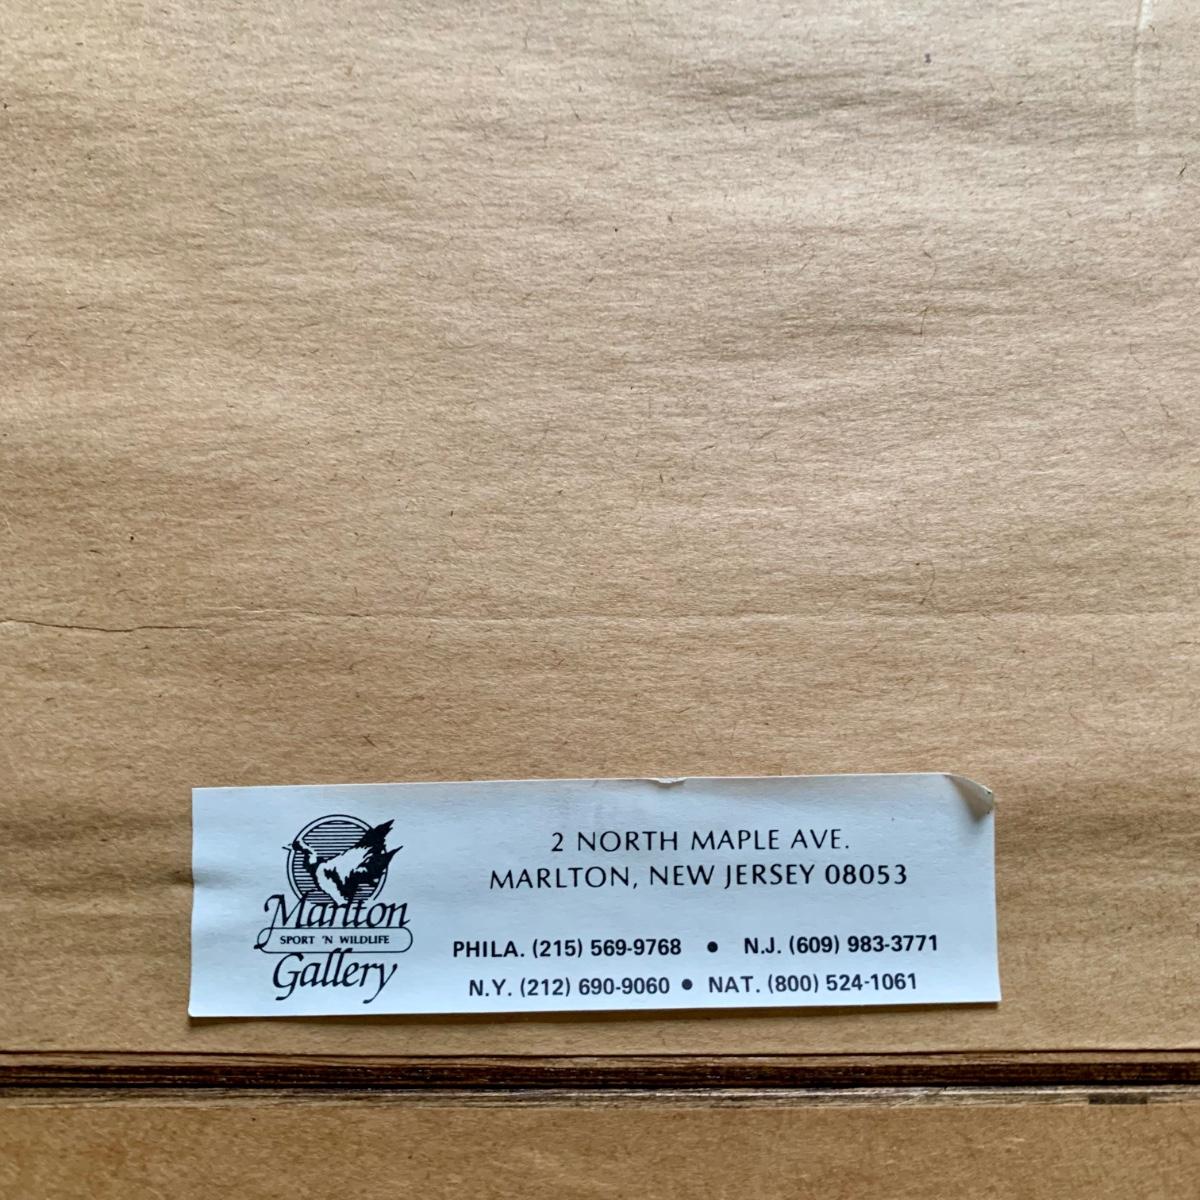 Marlton
SPORT 'N WILDLIFE
Gallery
2 NORTH MAPLE AVE.
MARLTON, NEW JERSEY 08053
PHILA. (215) 569-9768 • N.J. (609) 983-3771
N.Y. (212) 690-9060 • NAT. (800) 524-1061